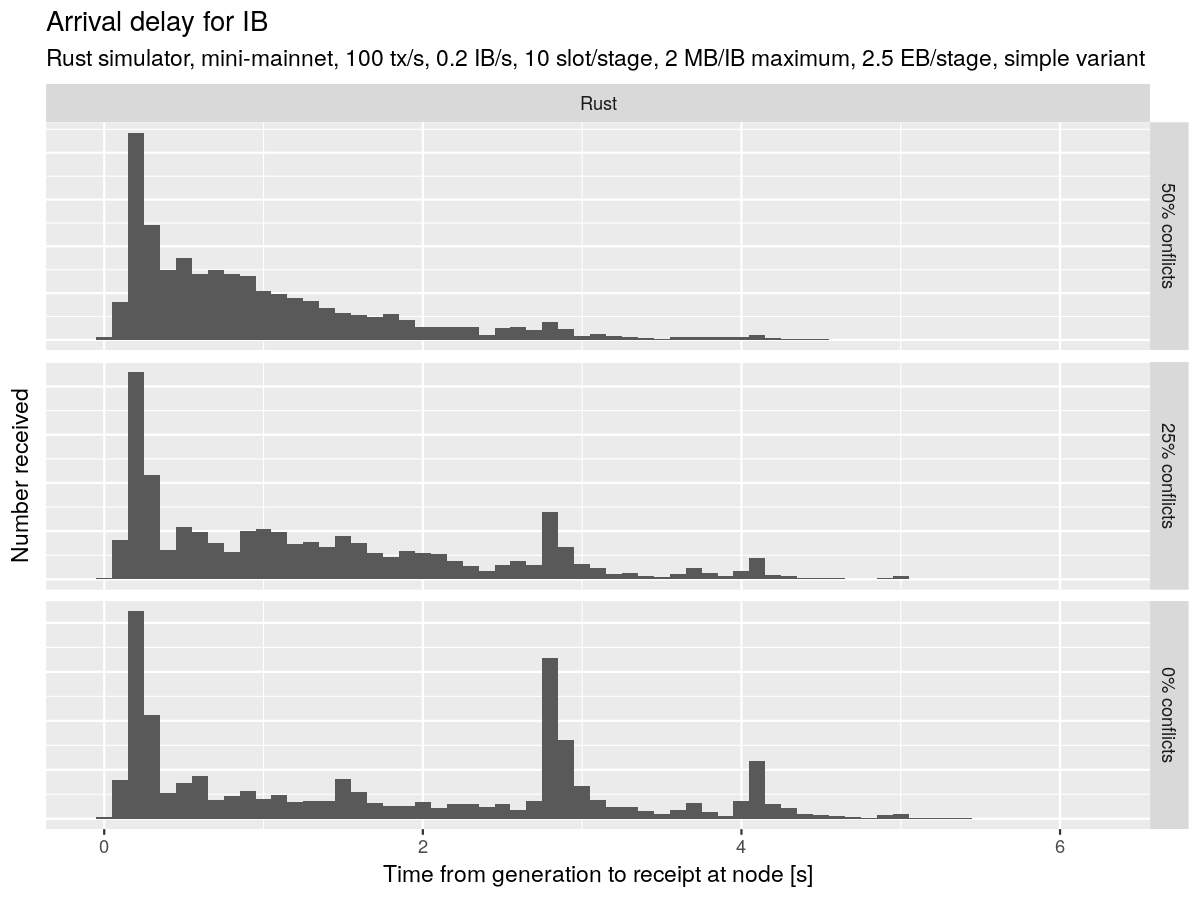 Arrival delay for IB
Rust simulator, mini-mainnet, 100 tx/s, 0.2 IB/s, 10 slot/stage, 2 MB/IB maximum, 2.5 EB/stage, simple variant
Rust
50% conflicts
25% conflicts
0% conflicts
Number received
0 2 4 6
Time from generation to receipt at node [s]